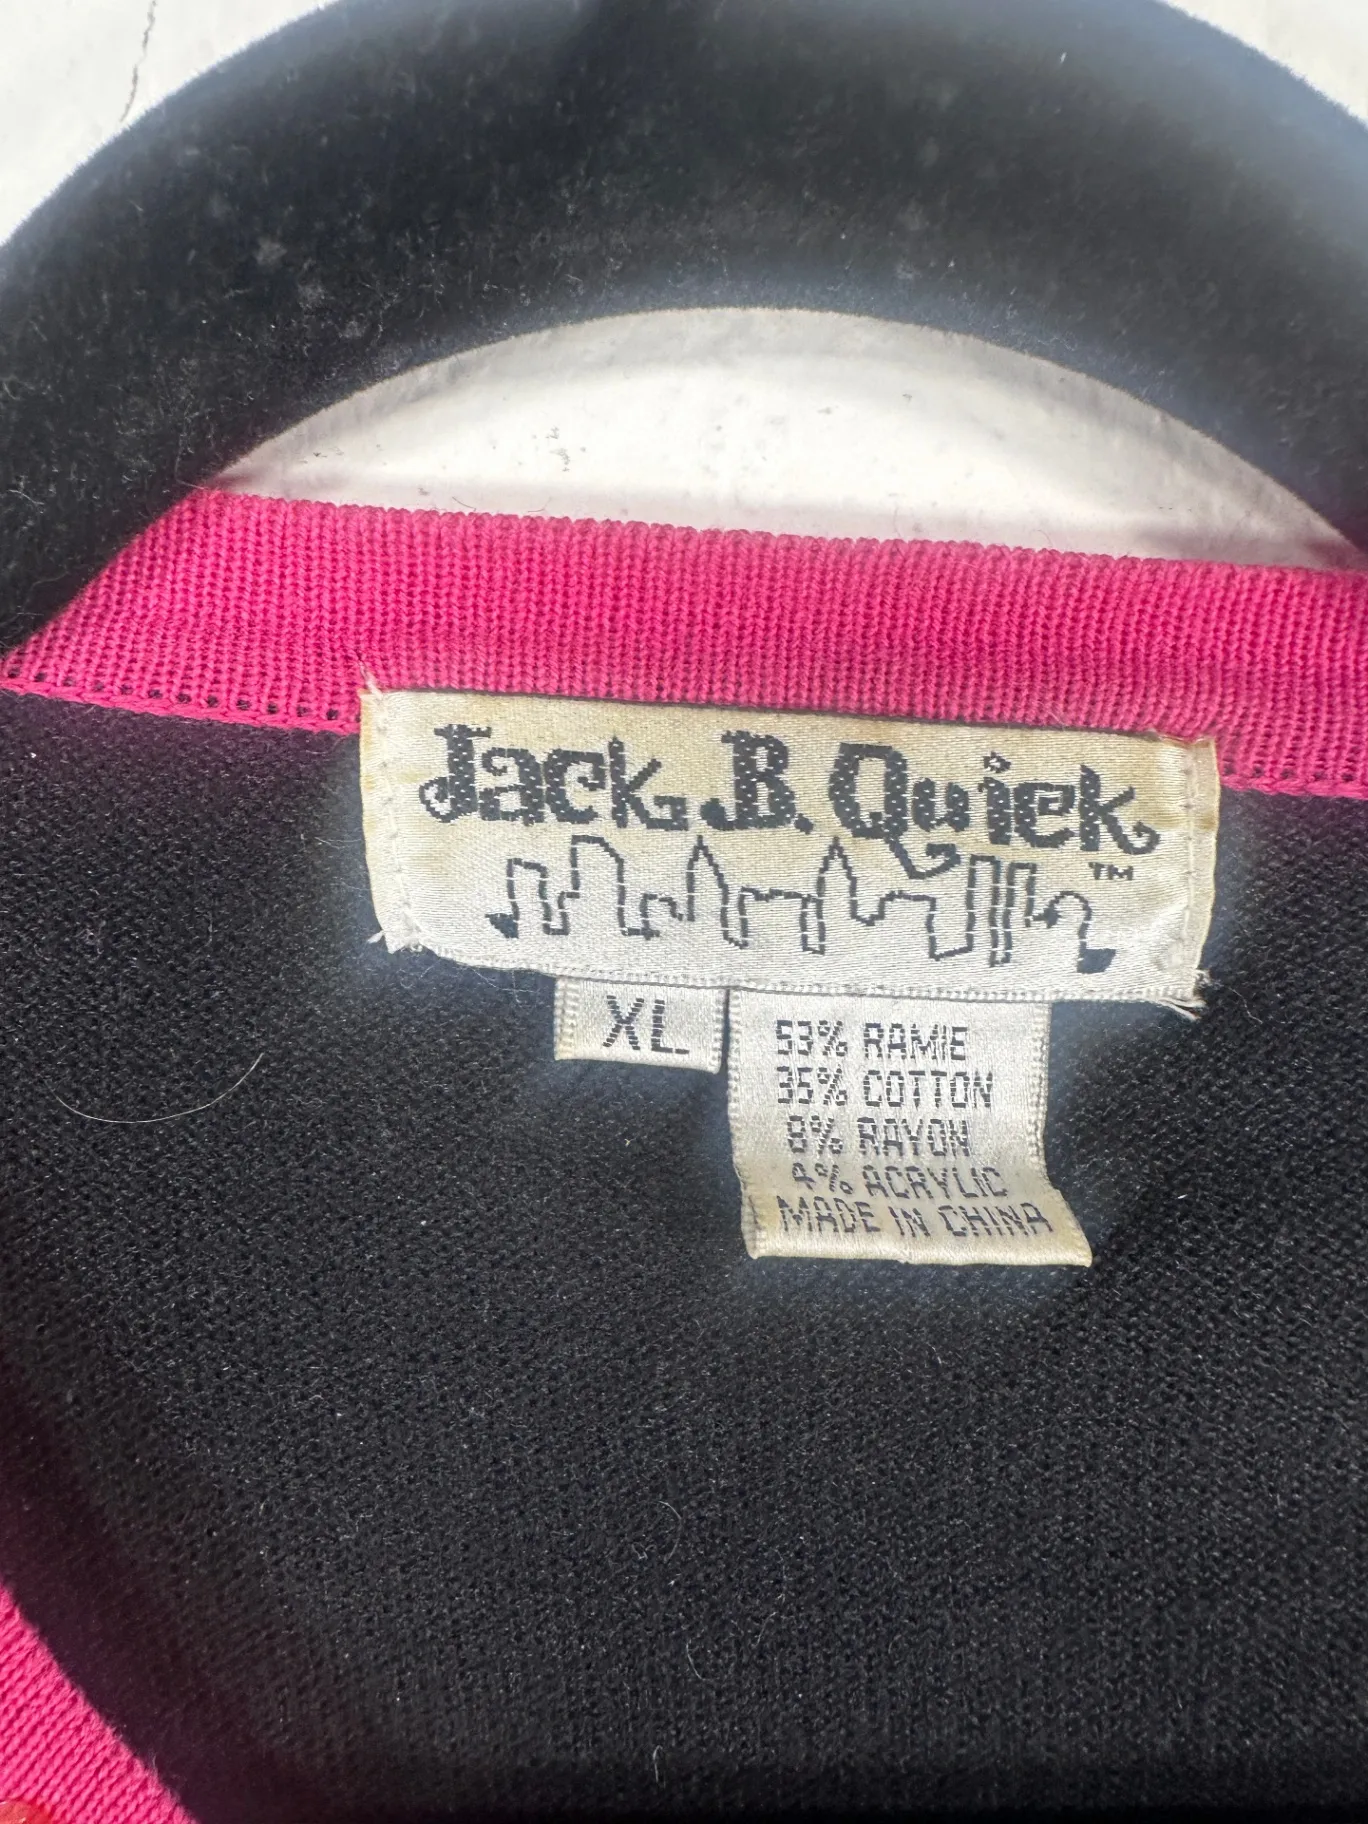 Jack B. Quick
TM
XL
53% RAMIE
35% COTTON
8% RAYON
4% ACRYLIC
MADE IN CHINA